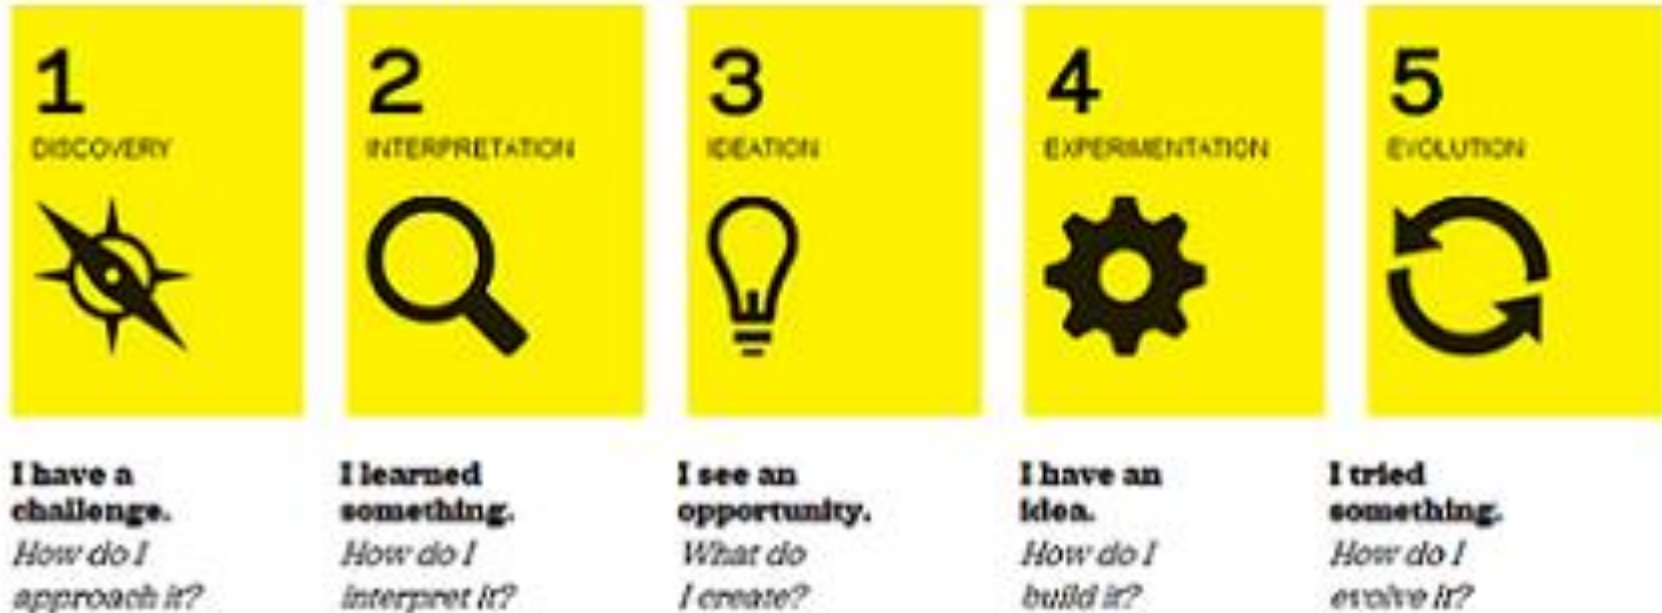 1
DISCOVERY
I have a
challenge.
How do I
approach it?
2
INTERPRETATION
I learned
something.
How do I
interpret it?
3
IDEATION
I see an
opportunity.
What do
I create?
4
EXPERIMENTATION
I have an
idea.
How do I
build it?
5
EVOLUTION
I tried
something.
How do I
evolve it?